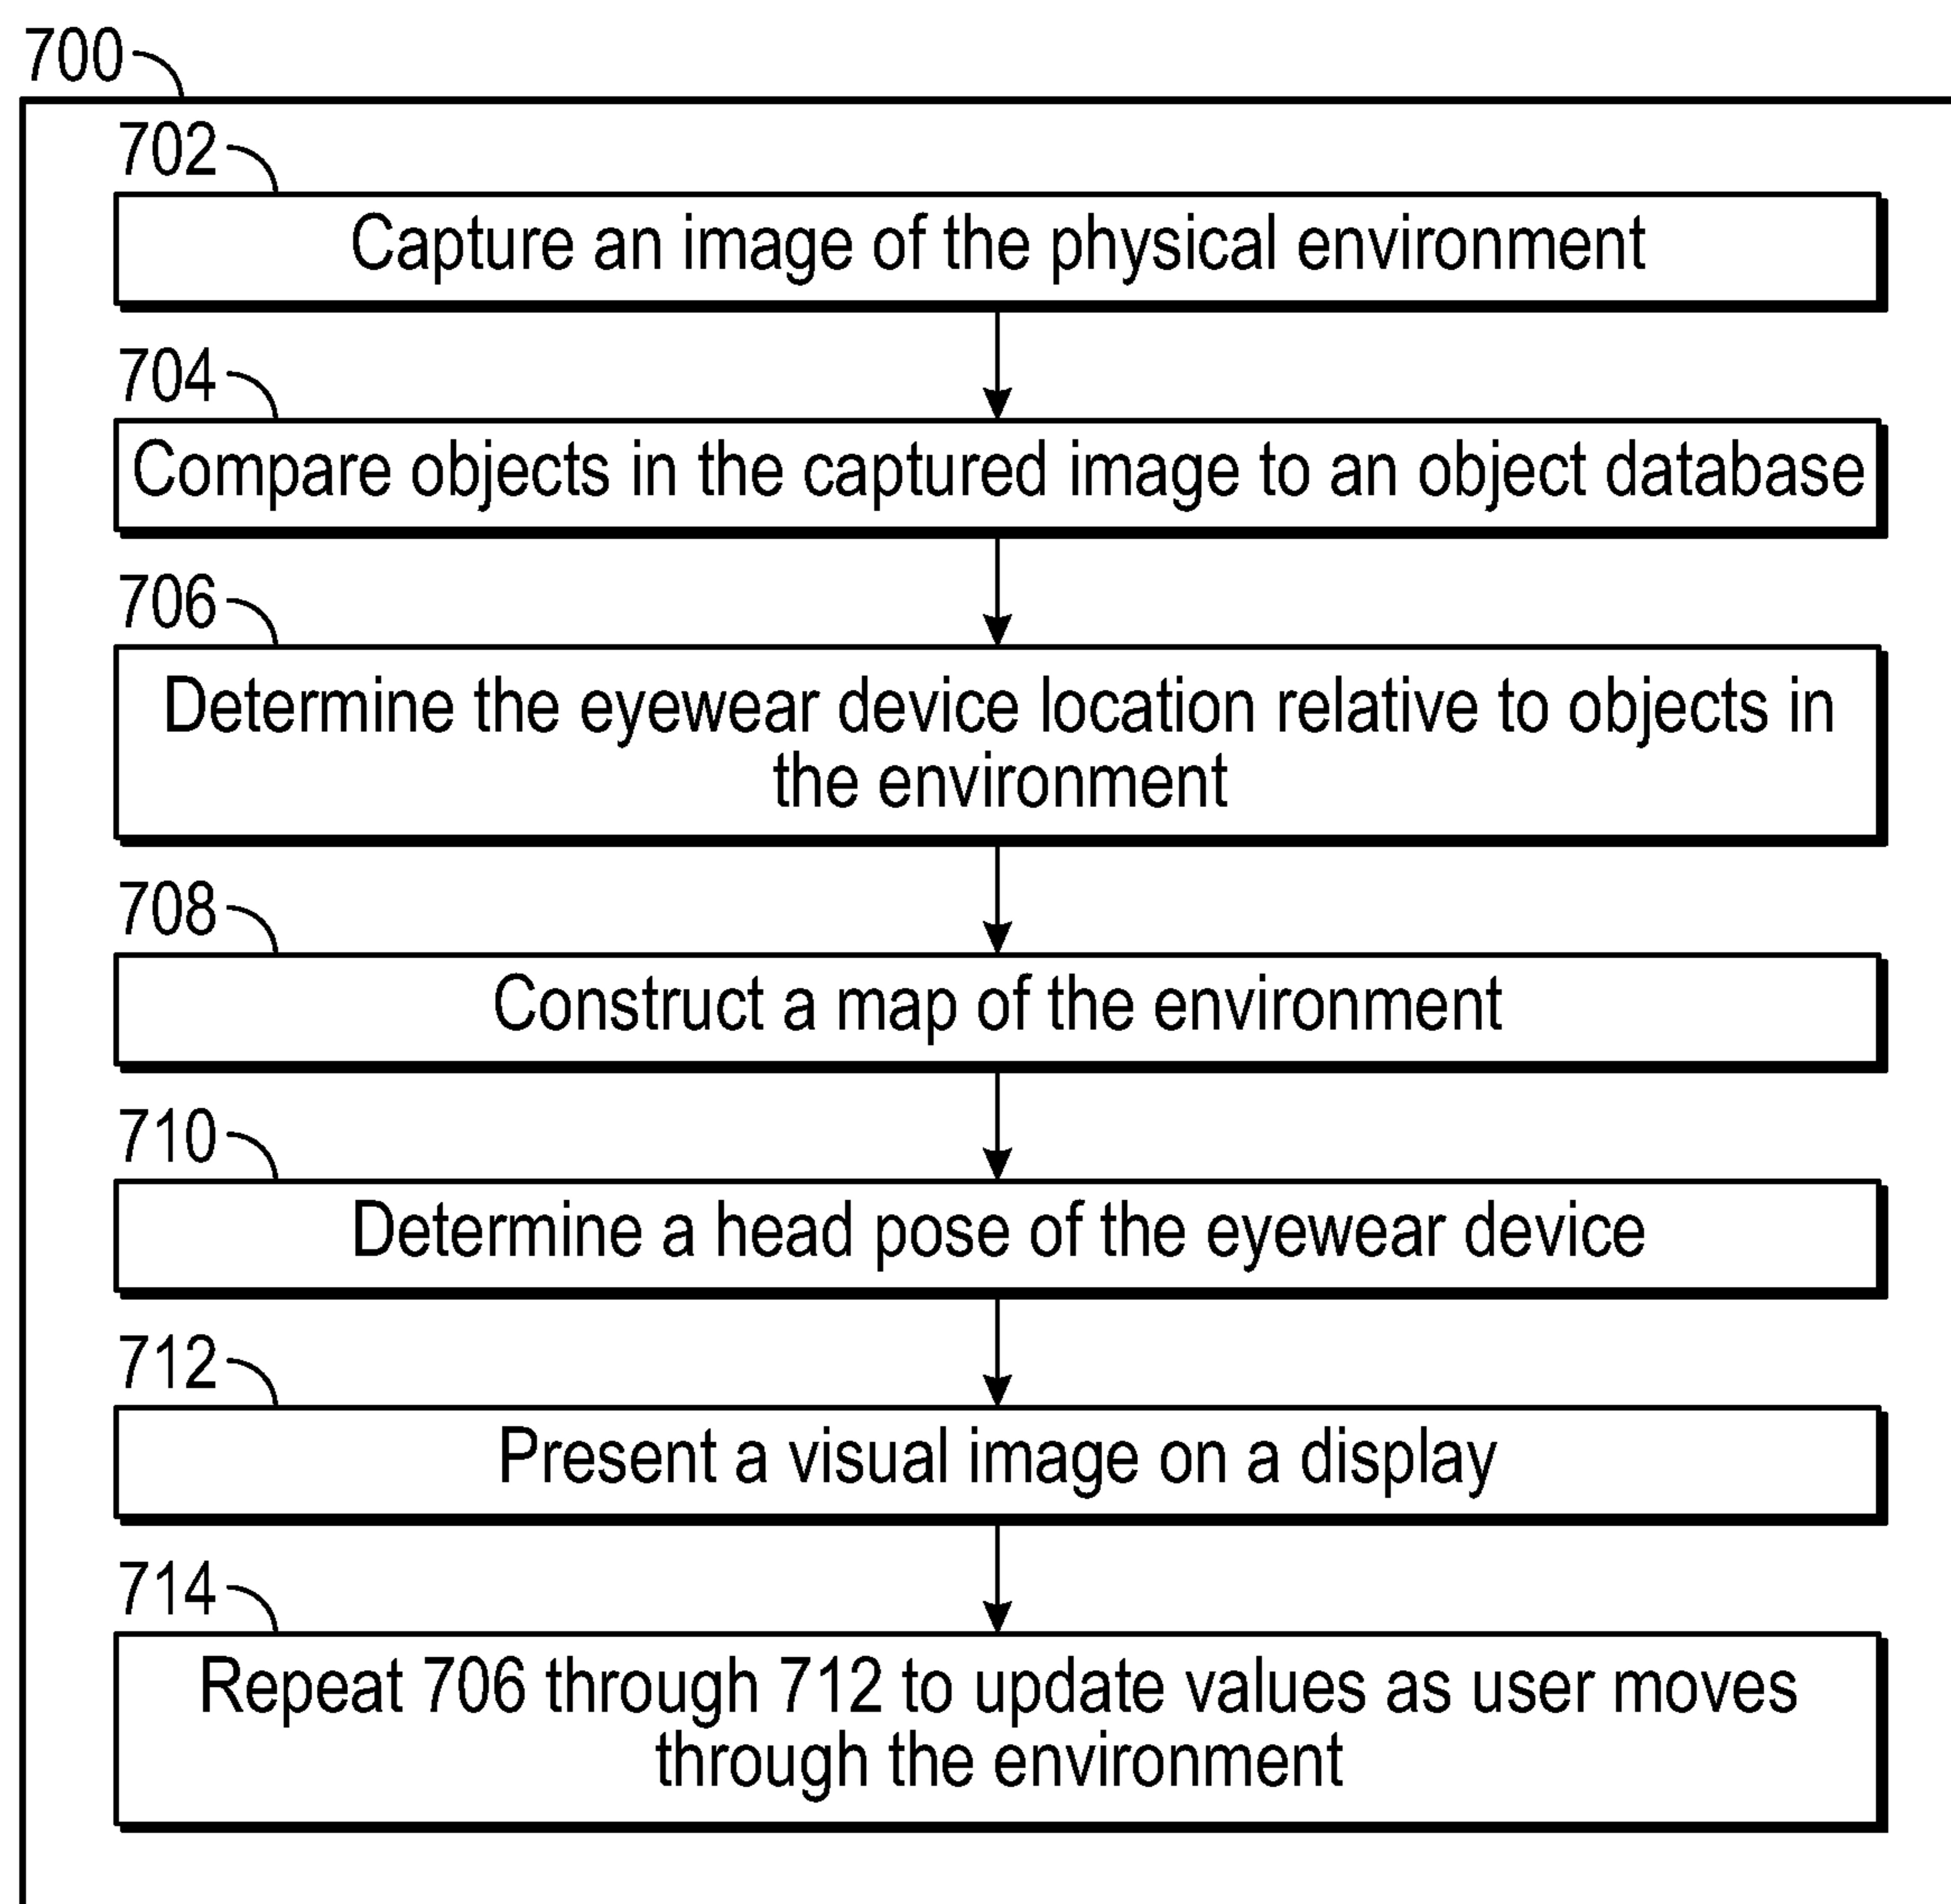 700
702
Capture an image of the physical environment
704
Compare objects in the captured image to an object database
706
Determine the eyewear device location relative to objects in
the environment
708
Construct a map of the environment
710
Determine a head pose of the eyewear device
712
Present a visual image on a display
714
Repeat 706 through 712 to update values as user moves
through the environment